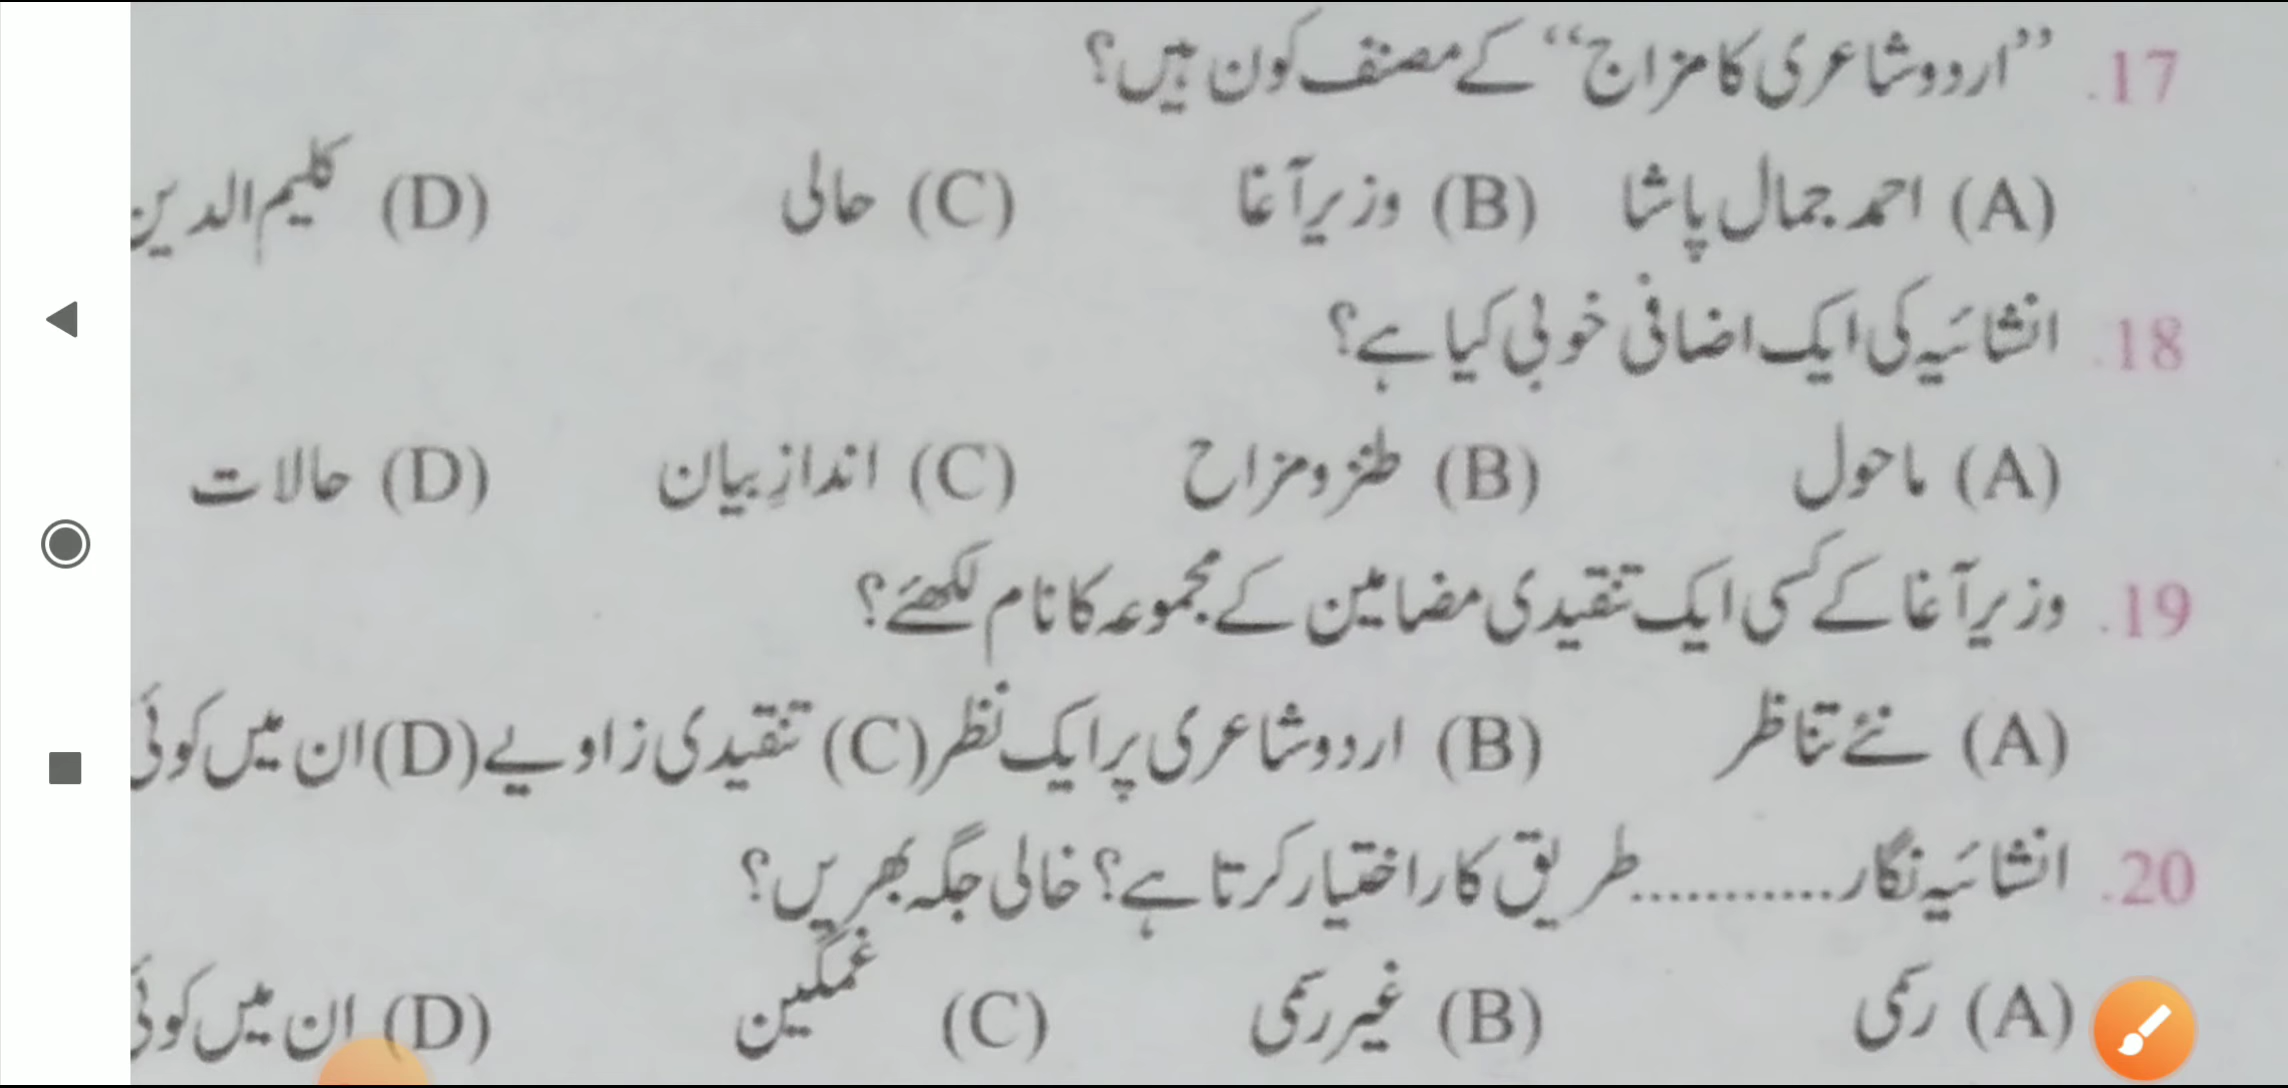 17. ”اردو شاعری کا مزاج“ کے مصنف کون ہیں؟
(A) احمد جمال پاشا (B) وزیر آغا (C) حالی (D) کلیم الدین
18. انشائیہ کی ایک اضافی خوبی کیا ہے؟
(A) ماحول (B) طنز و مزاح (C) اندازِ بیان (D) حالات
19. وزیر آغا کے کسی ایک تنقیدی مضامین کے مجموعہ کا نام لکھئے؟
(A) نئے تناظر (B) اردو شاعری پر ایک نظر (C) تنقیدی زاویے (D) ان میں کوئی
20. انشائیہ نگار............طریق کار اختیار کرتا ہے؟ خالی جگہ بھریں؟
(A) رسمی (B) غیر رسمی (C) غمگین (D) ان میں کوئی